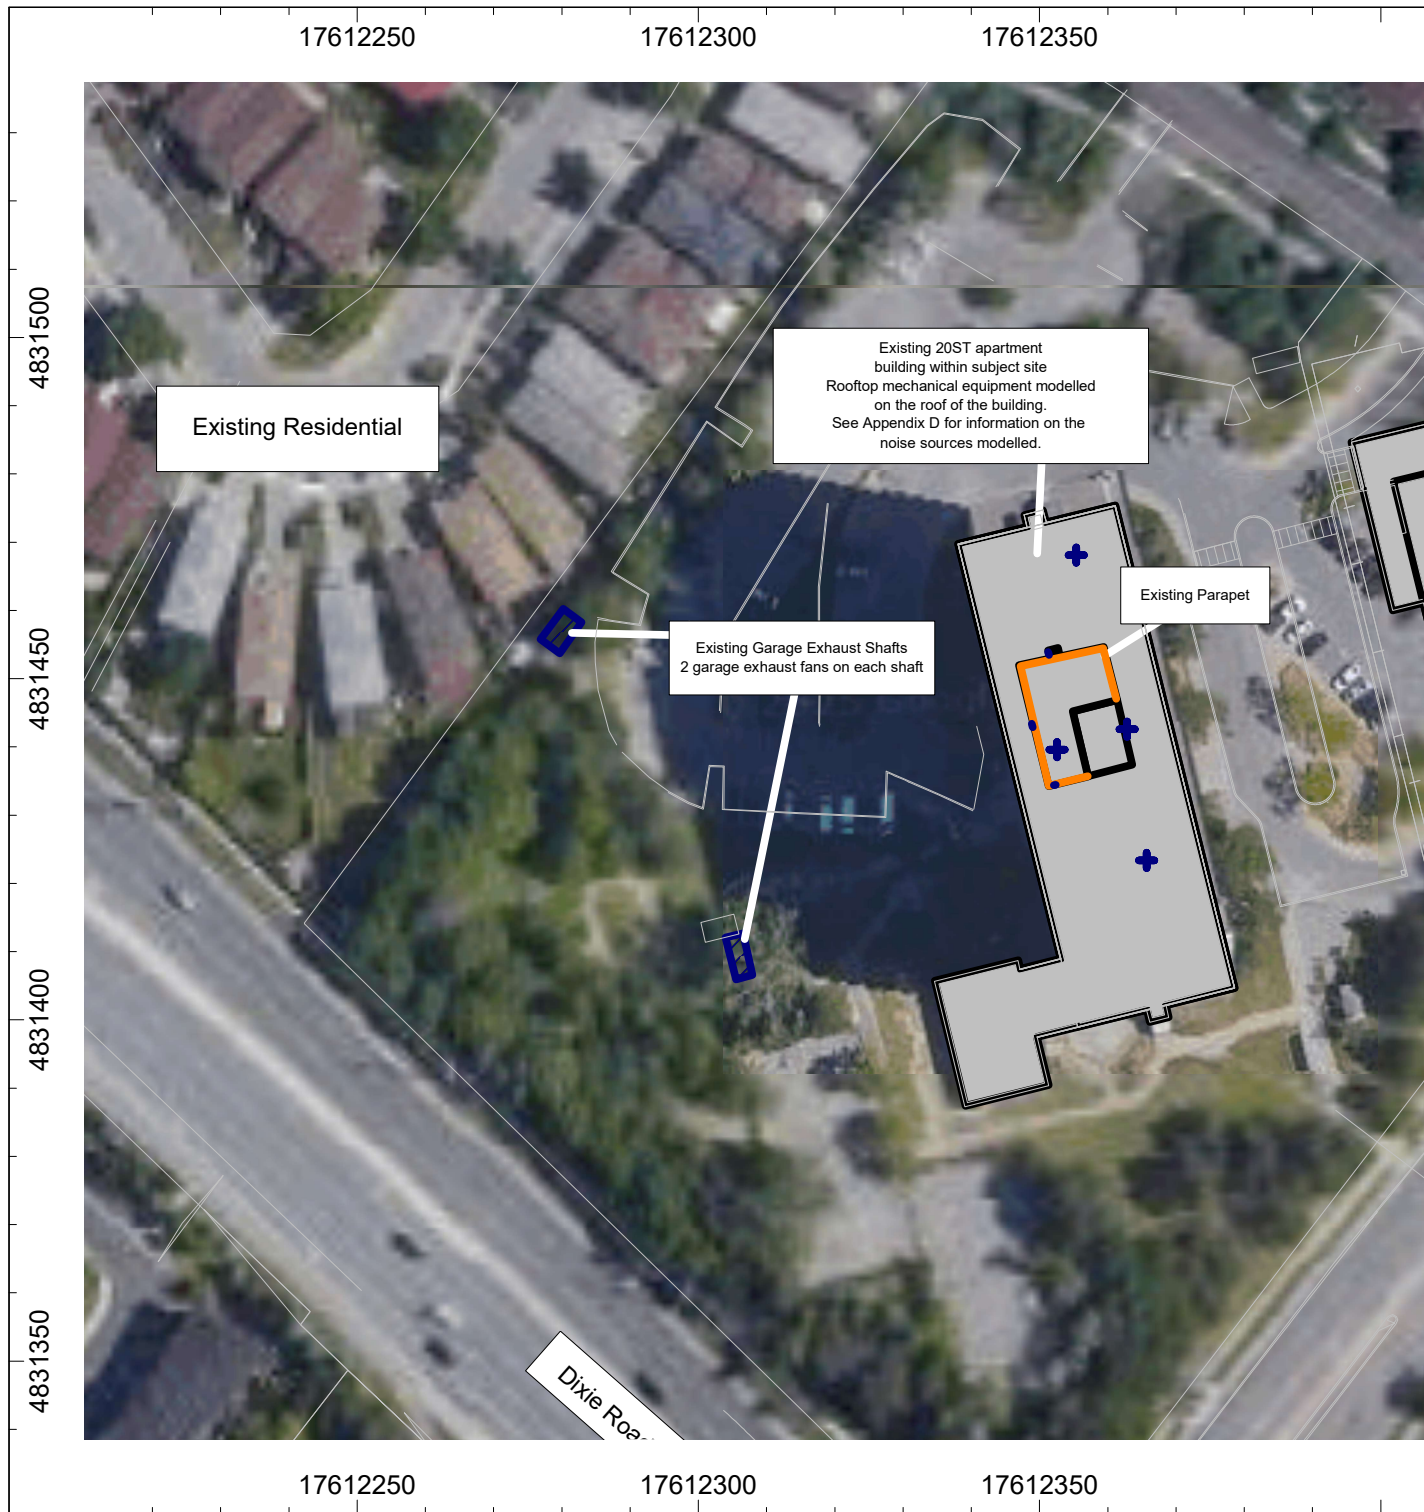 17612250
17612300
17612350
4831500
4831450
4831400
4831350
Existing Residential
Existing 20ST apartment
building within subject site
Rooftop mechanical equipment modelled
on the roof of the building.
See Appendix D for information on the
noise sources modelled.
Existing Parapet
Existing Garage Exhaust Shafts
2 garage exhaust fans on each shaft
Dixie Road
17612250
17612300
17612350